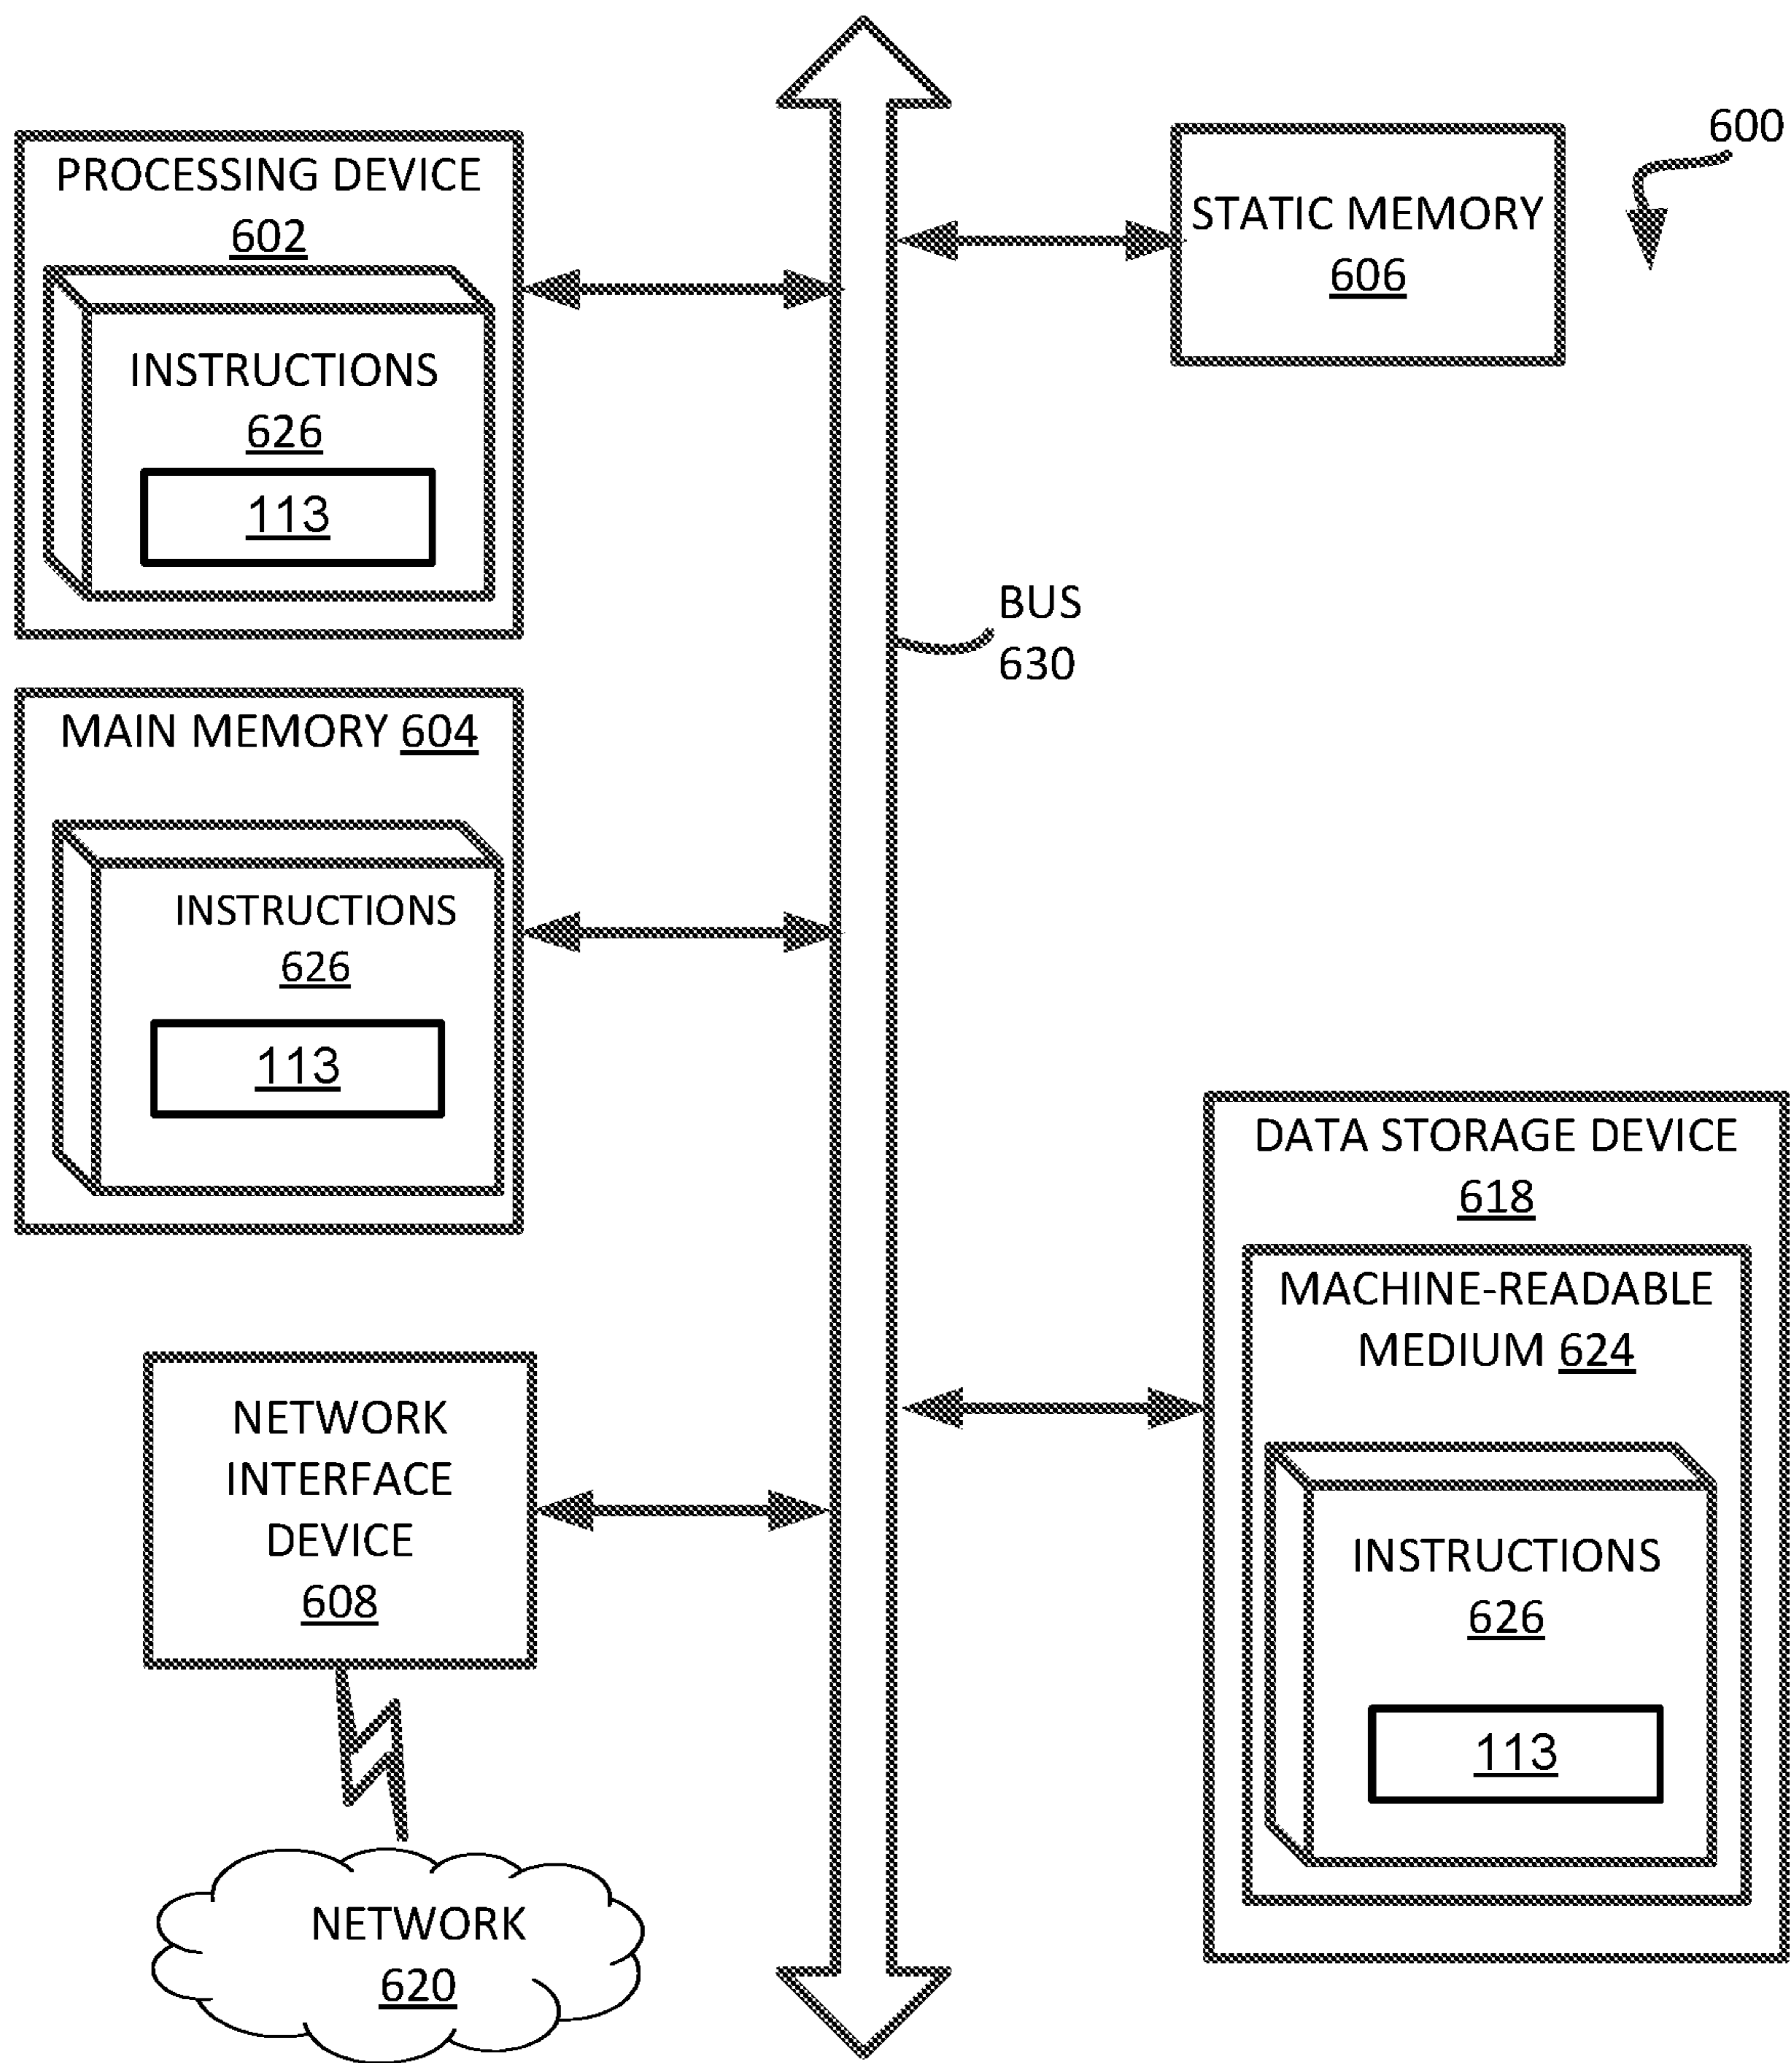 PROCESSING DEVICE
602
INSTRUCTIONS
626
113
STATIC MEMORY
606
600
BUS
630
MAIN MEMORY 604
INSTRUCTIONS
626
113
DATA STORAGE DEVICE
618
MACHINE-READABLE
MEDIUM 624
INSTRUCTIONS
626
113
NETWORK
INTERFACE
DEVICE
608
NETWORK
620